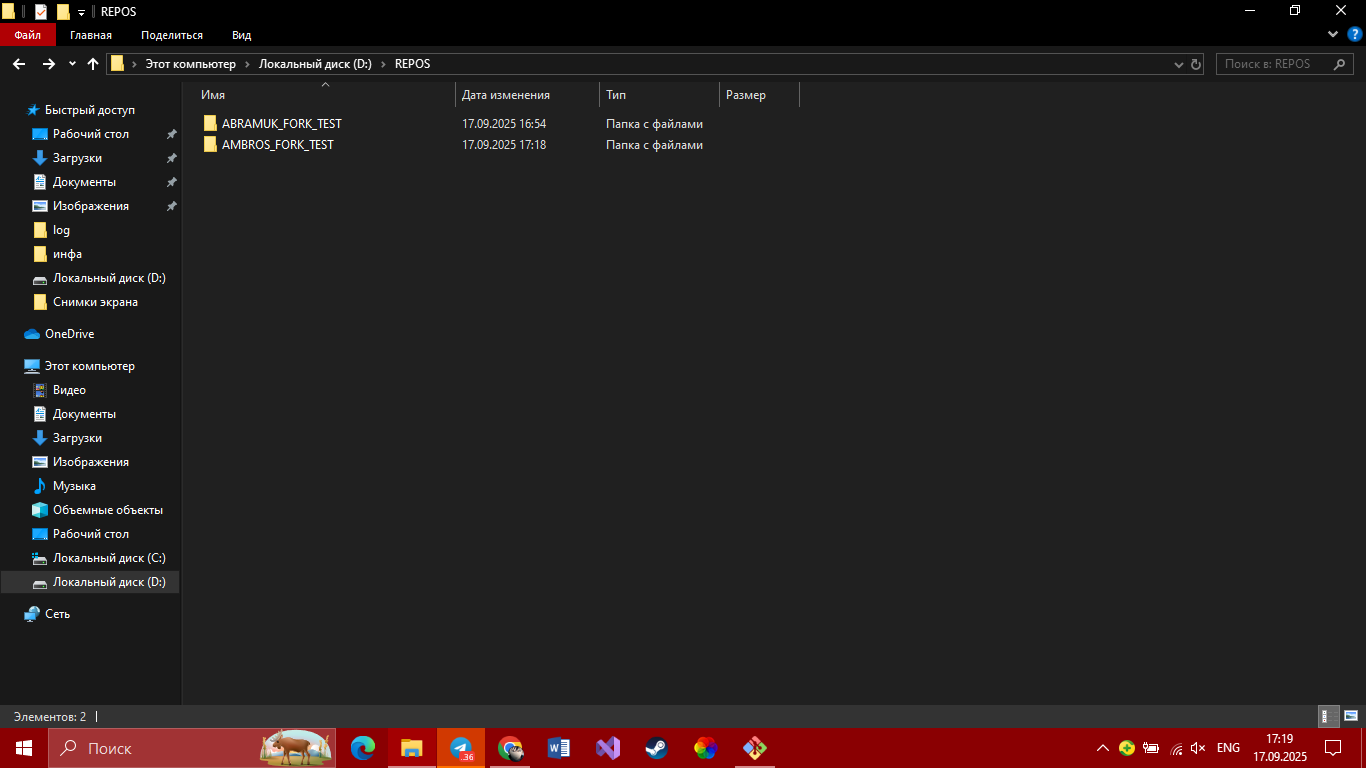 REPOS
Файл Главная Поделиться Вид
Этот компьютер Локальный диск (D:) REPOS
Поиск в: REPOS
Имя Дата изменения Тип Размер
ABRAMUK_FORK_TEST 17.09.2025 16:54 Папка с файлами
AMBROS_FORK_TEST 17.09.2025 17:18 Папка с файлами
Быстрый доступ
Рабочий стол
Загрузки
Документы
Изображения
log
инфа
Локальный диск (D:)
Снимки экрана
OneDrive
Этот компьютер
Видео
Документы
Загрузки
Изображения
Музыка
Объемные объекты
Рабочий стол
Локальный диск (C:)
Локальный диск (D:)
Сеть
Элементов: 2
Поиск
.36
ENG
17:19
17.09.2025